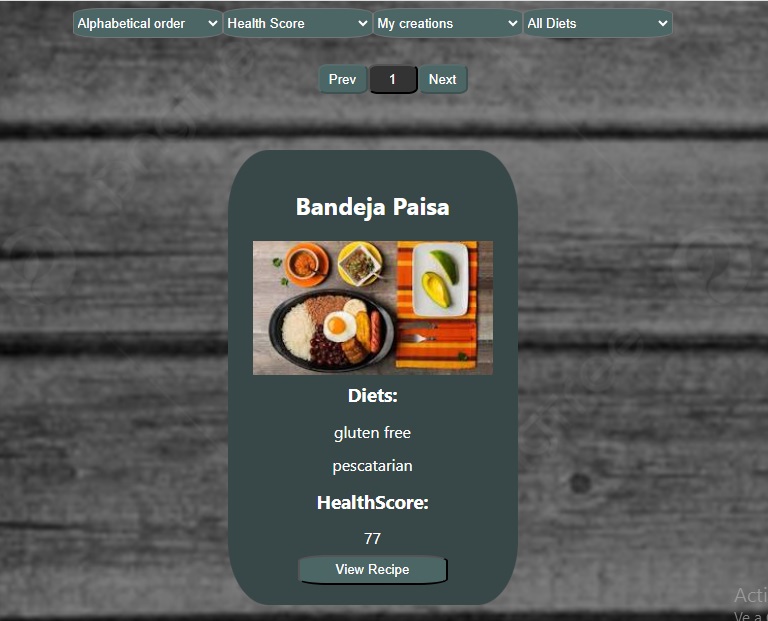 Alphabetical order Health Score My creations All Diets
Prev 1 Next
Bandeja Paisa
Diets:
gluten free
pescatarian
HealthScore:
77
View Recipe
Acti
Ve a